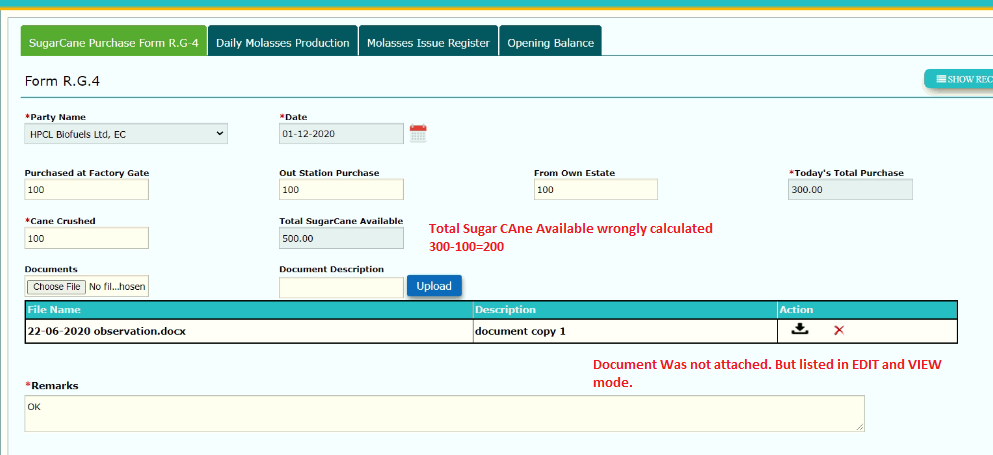 SugarCane Purchase Form R.G-4 Daily Molasses Production Molasses Issue Register Opening Balance
Form R.G.4
SHOW REC
*Party Name *Date
HPCL Biofuels Ltd, EC 01-12-2020
Purchased at Factory Gate Out Station Purchase From Own Estate *Today's Total Purchase
100 100 100 300.00
*Cane Crushed Total SugarCane Available
100 500.00
Total Sugar CAne Available wrongly calculated
300-100=200
Documents Document Description
Choose File No fil...hosen Upload
File Name Description Action
22-06-2020 observation.docx document copy 1
Document Was not attached. But listed in EDIT and VIEW
mode.
*Remarks
OK